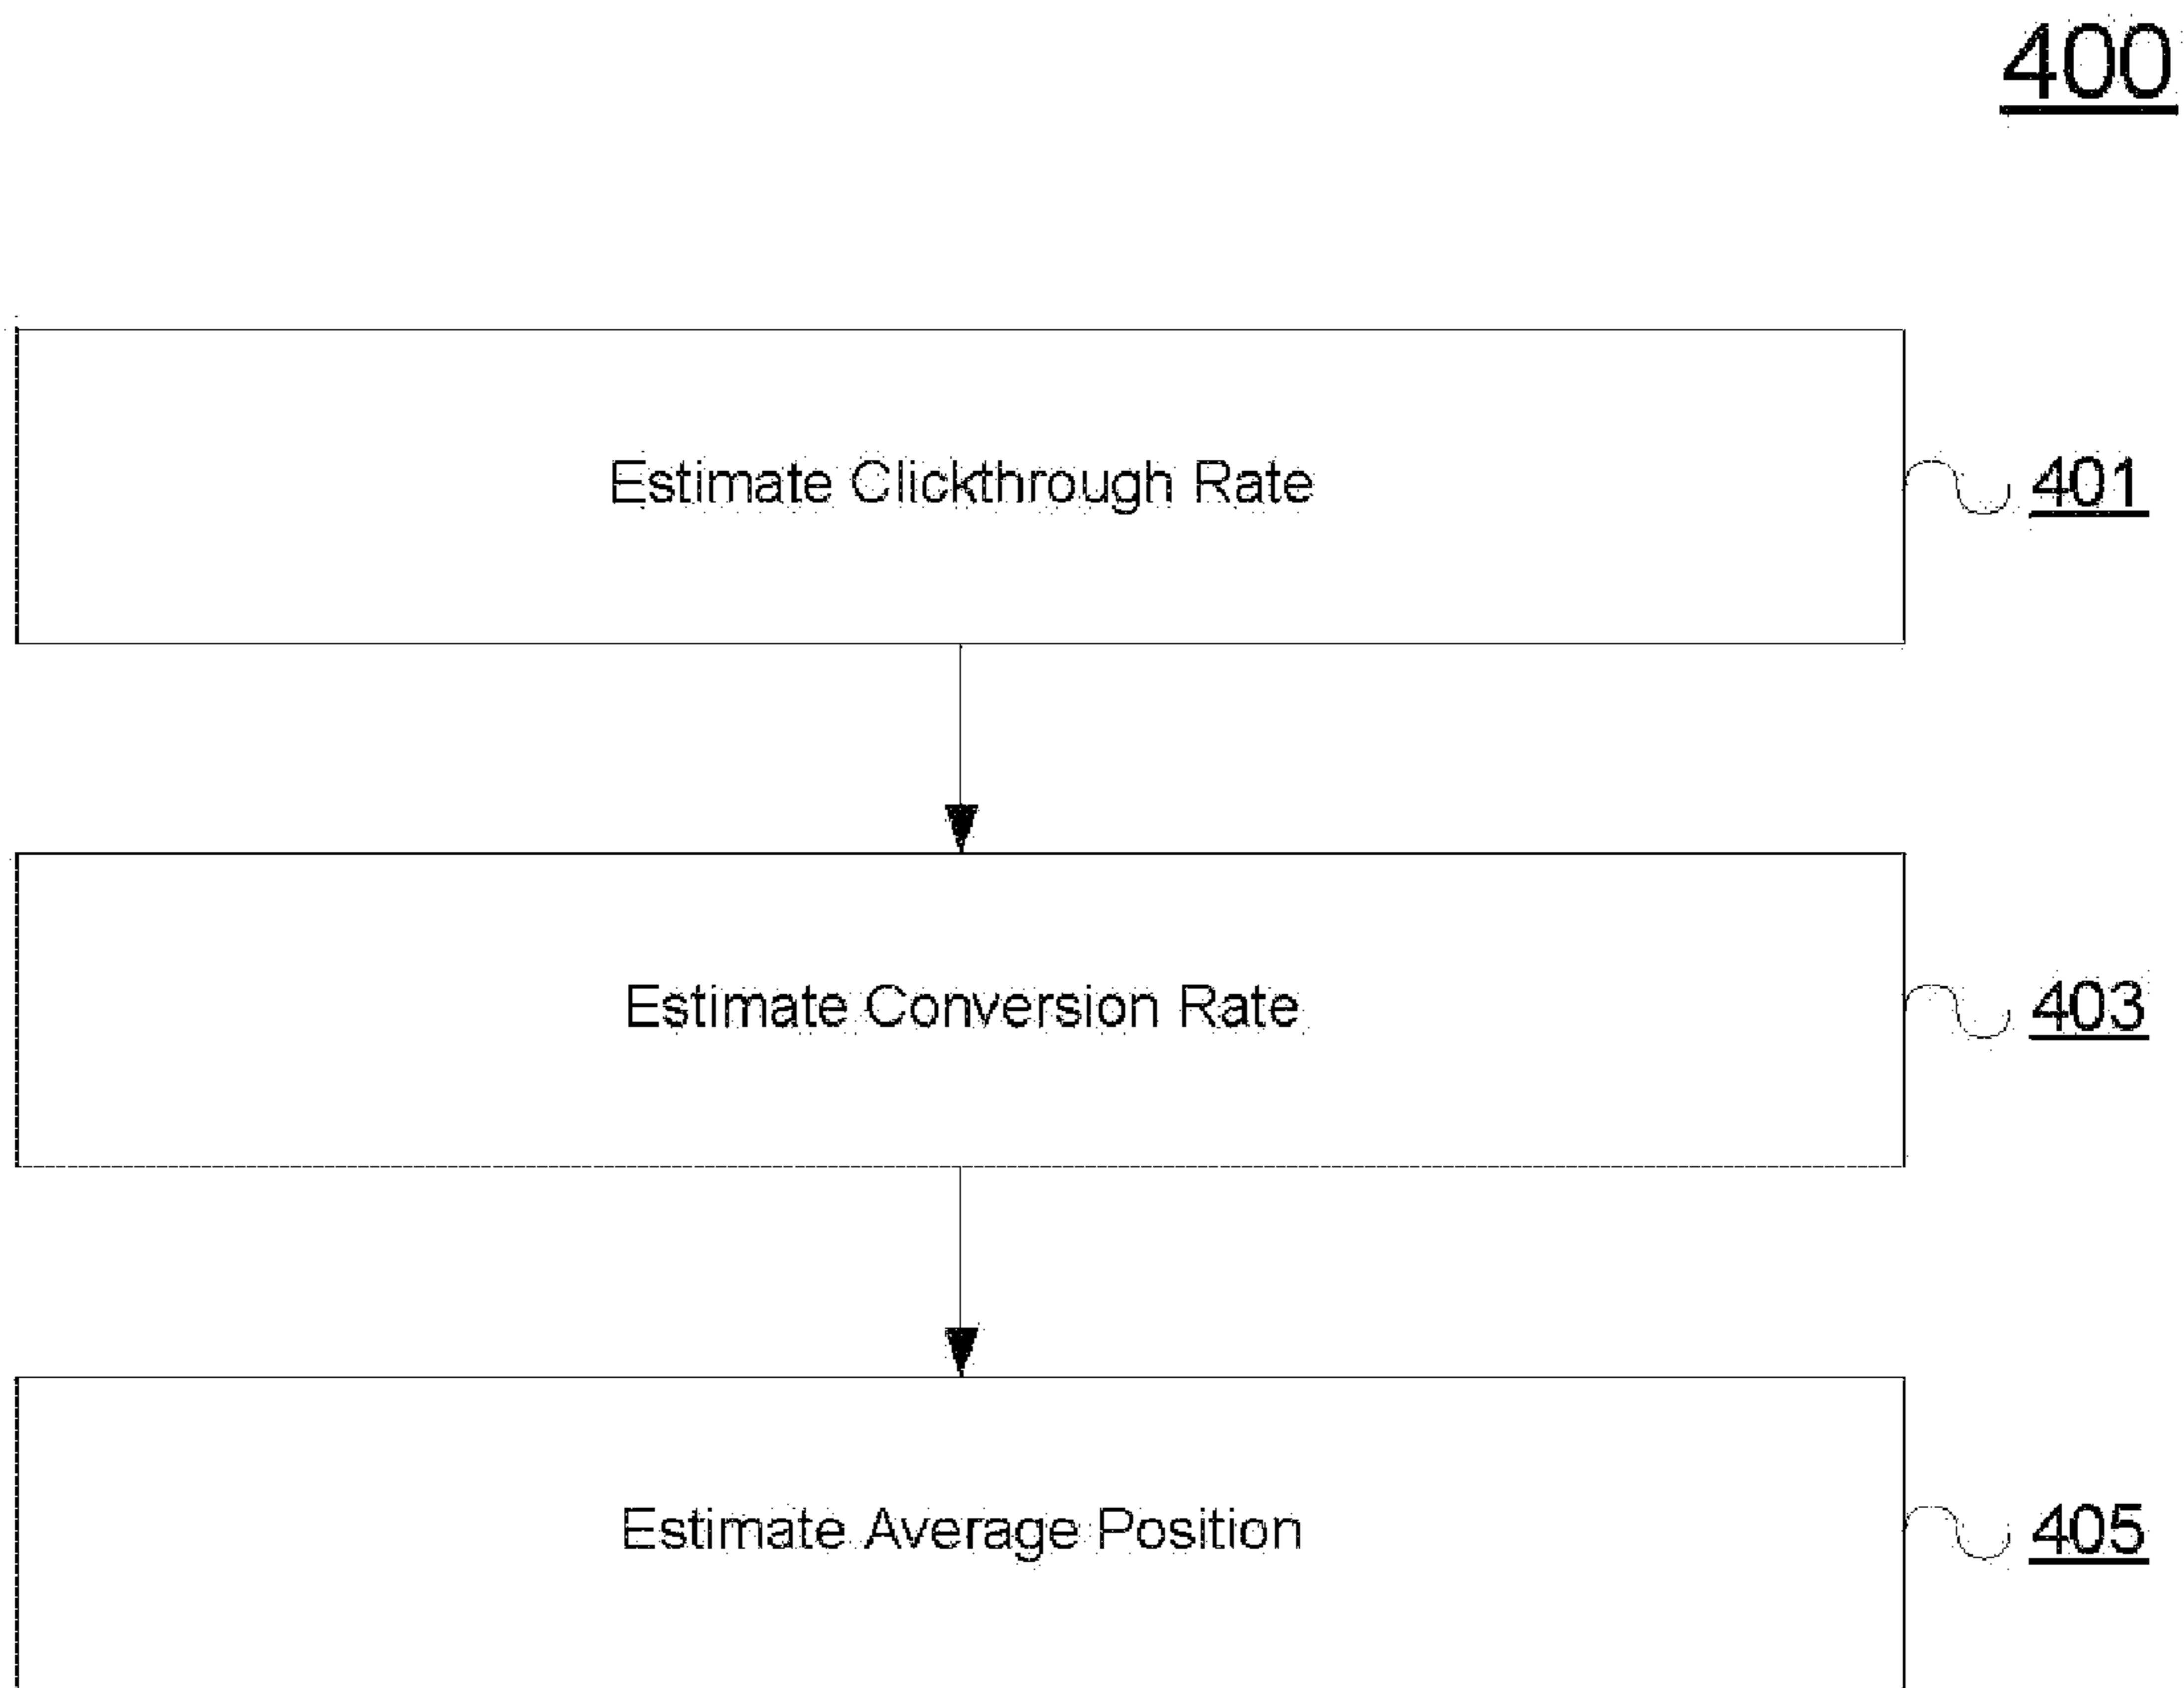 400
Estimate Clickthrough Rate
401
Estimate Conversion Rate
403
Estimate Average Position
405